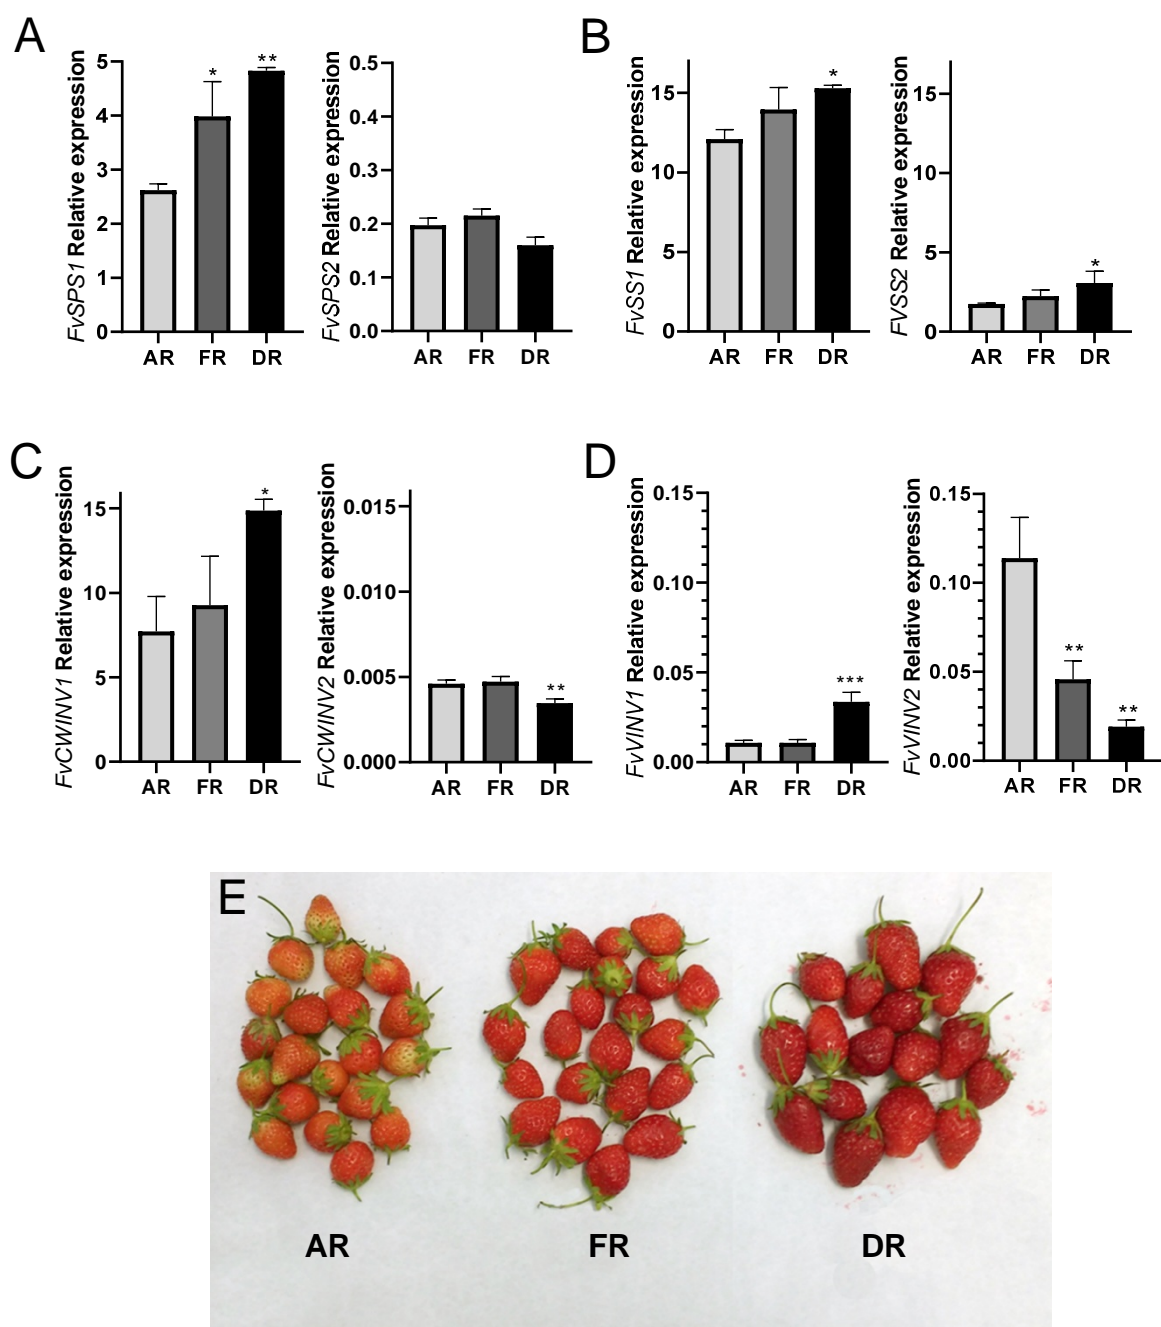 A
FvSPS1 Relative expression
5
4
3
2
1
0
*
**
AR FR DR
FvSPS2 Relative expression
0.5
0.4
0.3
0.2
0.1
0.0
AR FR DR
B
FvSS1 Relative expression
15
10
5
0
*
AR FR DR
FVSS2 Relative expression
15
10
5
0
*
AR FR DR
C
FvCWINV1 Relative expression
15
10
5
0
*
AR FR DR
FvCWINV2 Relative expression
0.015
0.010
0.005
0.000
**
AR FR DR
D
FvVINV1 Relative expression
0.15
0.10
0.05
0.00
***
AR FR DR
FvVINV2 Relative expression
0.15
0.10
0.05
0.00
**
**
AR FR DR
E
AR FR DR